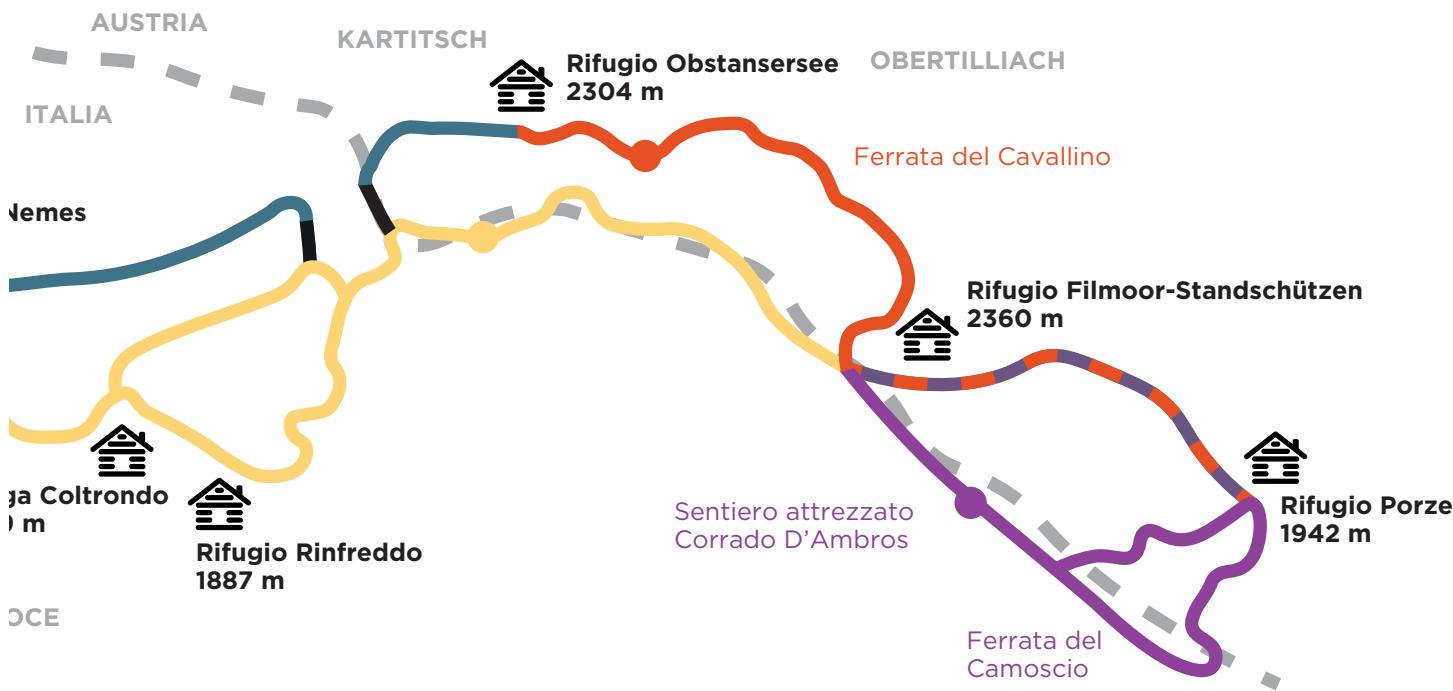 AUSTRIA
KARTITSCH
OBERTILLIACH
Rifugio Obstansersee
2304 m
ITALIA
Ferrata del Cavallino
Rifugio Filmoor-Standschützen
2360 m
Coltrondo
m
Rifugio Rinfreddo
1887 m
Sentiero attrezzato
Corrado D'Ambros
Rifugio Porze
1942 m
Ferrata del
Camoscio